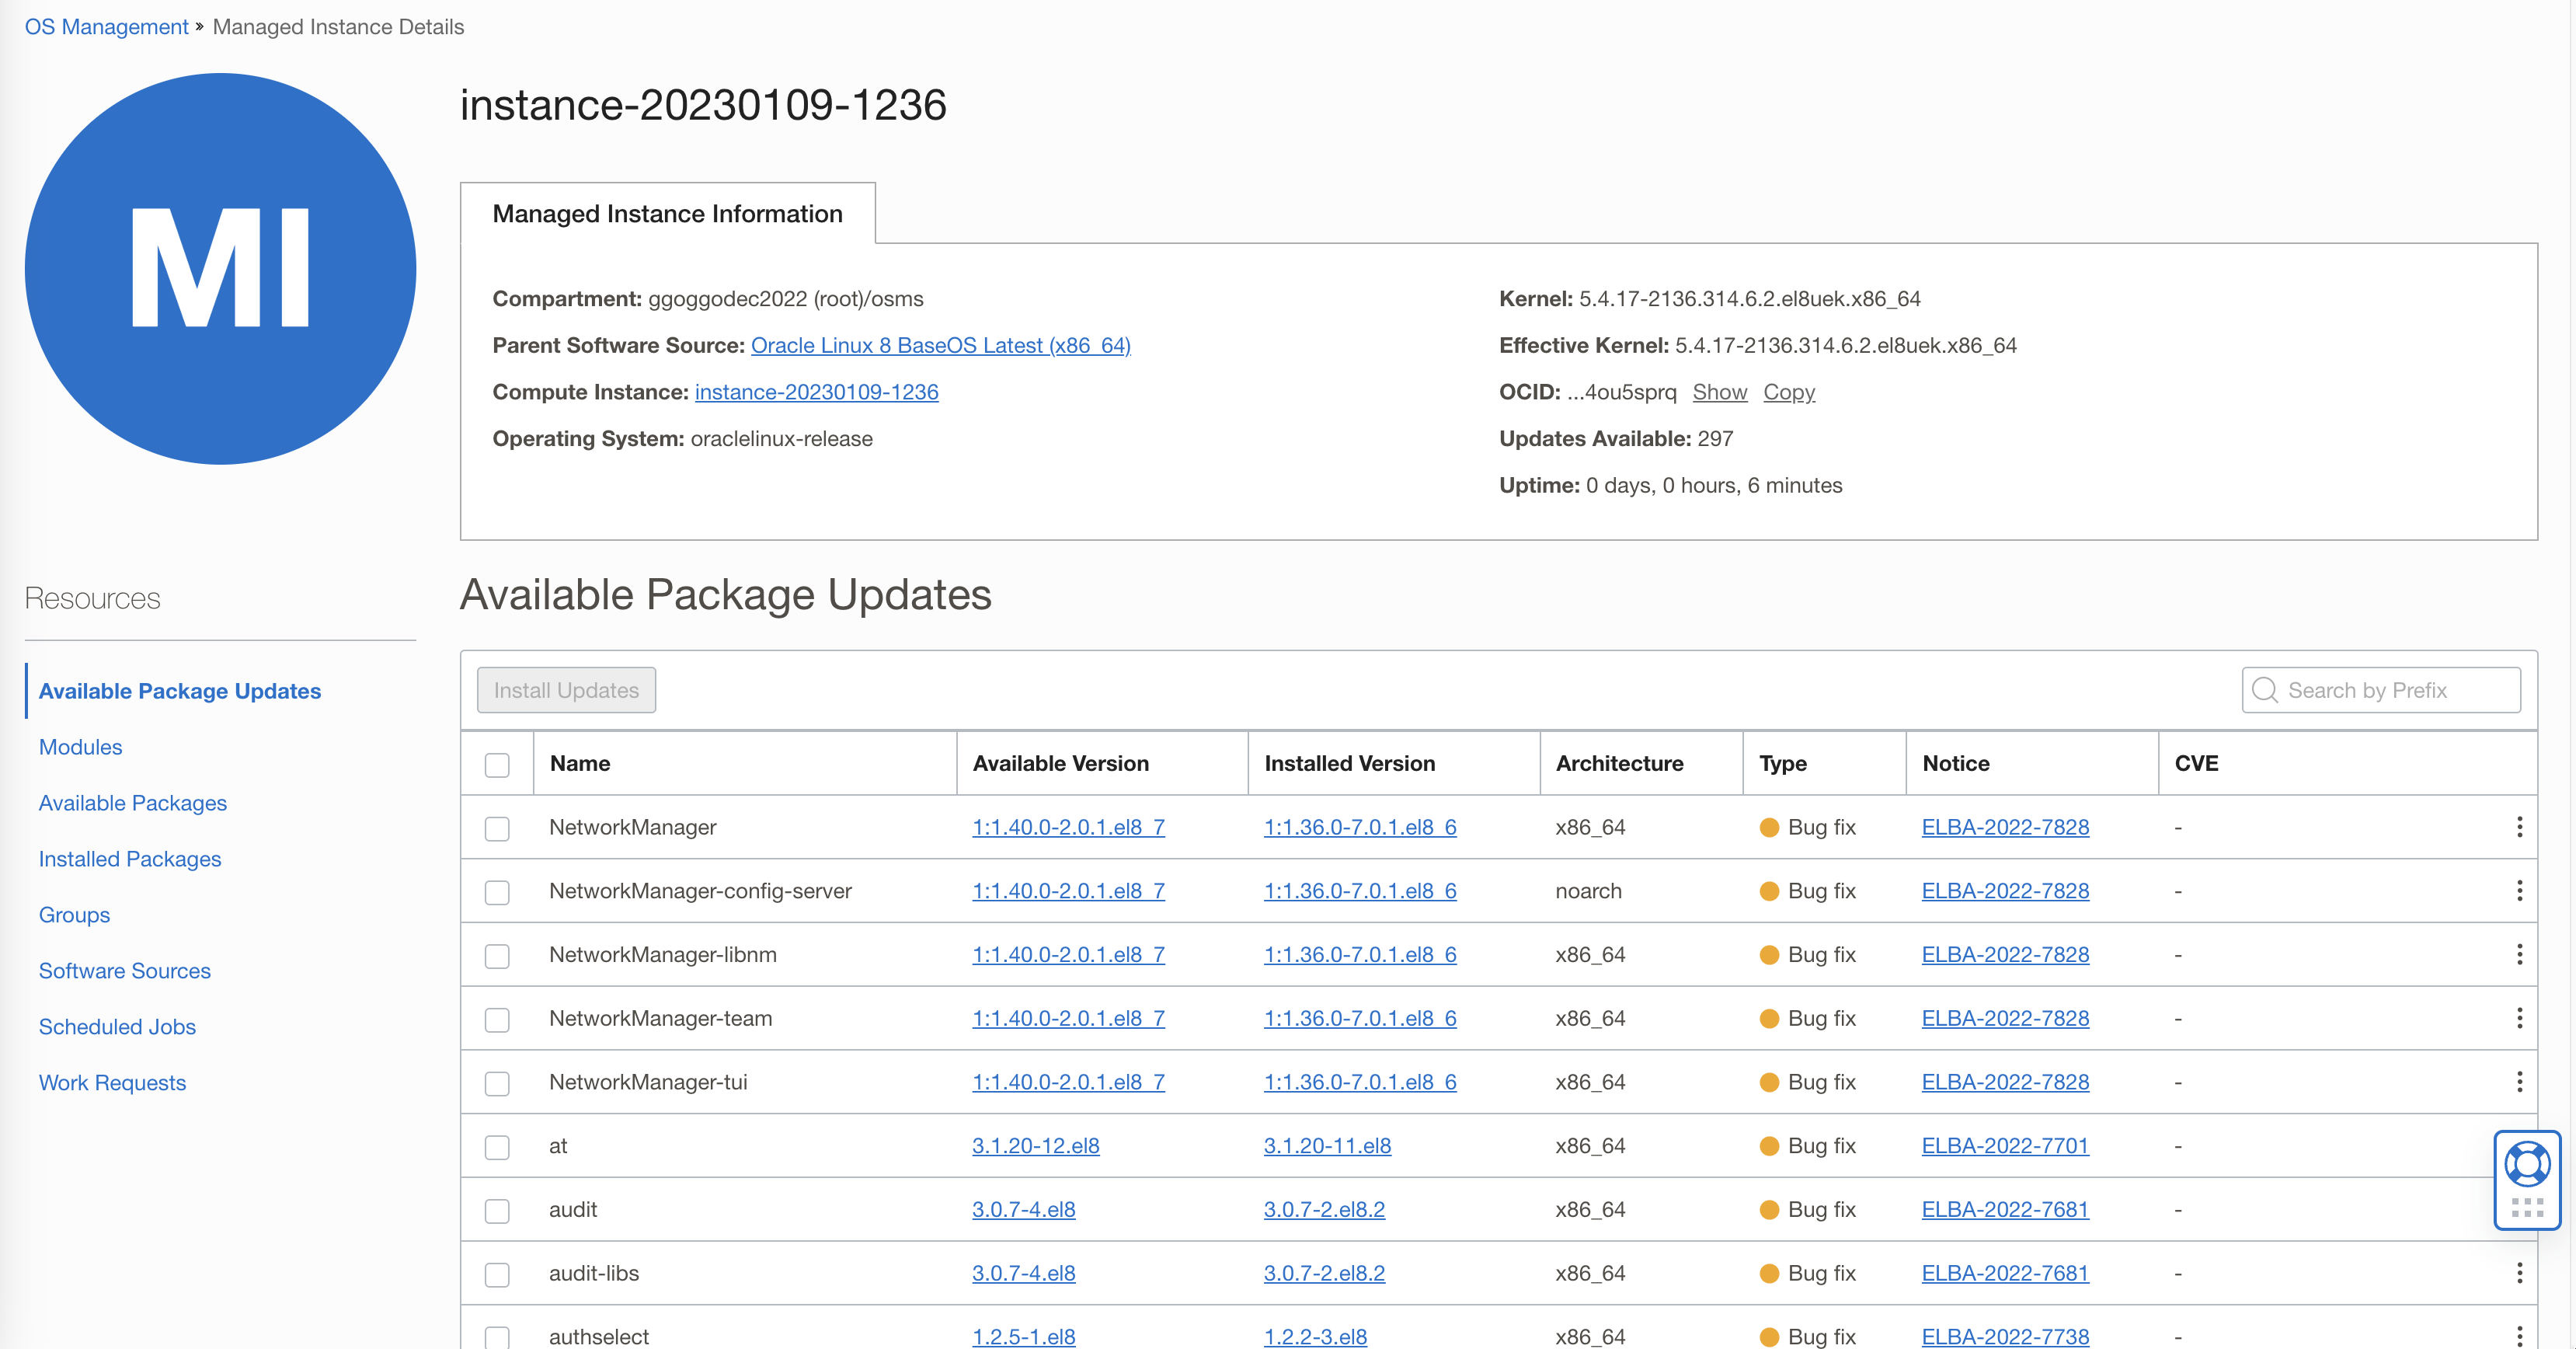 OS Management » Managed Instance Details
MI
instance-20230109-1236
Managed Instance Information
Compartment: ggoggodec2022 (root)/osms
Parent Software Source: Oracle Linux 8 BaseOS Latest (x86_64)
Compute Instance: instance-20230109-1236
Operating System: oraclelinux-release
Kernel: 5.4.17-2136.314.6.2.el8uek.x86_64
Effective Kernel: 5.4.17-2136.314.6.2.el8uek.x86_64
OCID: ...4ou5sprq Show Copy
Updates Available: 297
Uptime: 0 days, 0 hours, 6 minutes
Resources
Available Package Updates
Modules
Available Packages
Installed Packages
Groups
Software Sources
Scheduled Jobs
Work Requests
Available Package Updates
Install Updates
Search by Prefix
Name Available Version Installed Version Architecture Type Notice CVE
NetworkManager 1:1.40.0-2.0.1.el8_7 1:1.36.0-7.0.1.el8_6 x86_64 Bug fix ELBA-2022-7828 -
NetworkManager-config-server 1:1.40.0-2.0.1.el8_7 1:1.36.0-7.0.1.el8_6 noarch Bug fix ELBA-2022-7828 -
NetworkManager-libnm 1:1.40.0-2.0.1.el8_7 1:1.36.0-7.0.1.el8_6 x86_64 Bug fix ELBA-2022-7828 -
NetworkManager-team 1:1.40.0-2.0.1.el8_7 1:1.36.0-7.0.1.el8_6 x86_64 Bug fix ELBA-2022-7828 -
NetworkManager-tui 1:1.40.0-2.0.1.el8_7 1:1.36.0-7.0.1.el8_6 x86_64 Bug fix ELBA-2022-7828 -
at 3.1.20-12.el8 3.1.20-11.el8 x86_64 Bug fix ELBA-2022-7701 -
audit 3.0.7-4.el8 3.0.7-2.el8.2 x86_64 Bug fix ELBA-2022-7681 -
audit-libs 3.0.7-4.el8 3.0.7-2.el8.2 x86_64 Bug fix ELBA-2022-7681 -
authselect 1.2.5-1.el8 1.2.2-3.el8 x86_64 Bug fix ELBA-2022-7738 -